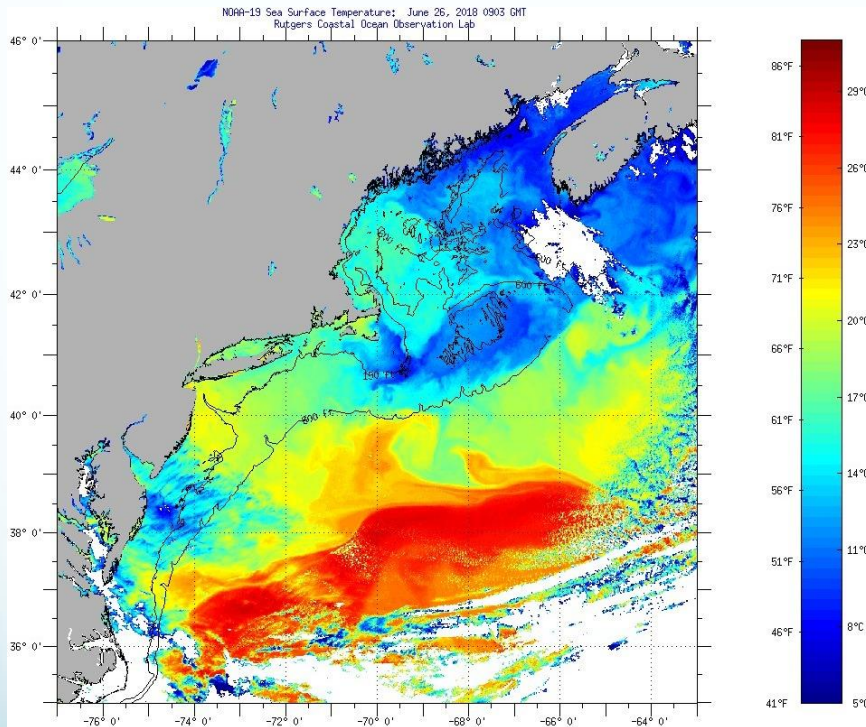 NOAA-19 Sea Surface Temperature: June 26, 2018 0903 GMT
Rutgers Coastal Ocean Observation Lab
46° 0'
44° 0'
42° 0'
40° 0'
38° 0'
36° 0'
-76° 0'
-74° 0'
-72° 0'
-70° 0'
-68° 0'
-66° 0'
-64° 0'
600 ft
600 ft
600 ft
150 ft
600 ft
86°F
81°F
76°F
71°F
66°F
61°F
56°F
51°F
46°F
41°F
29°C
26°C
23°C
20°C
17°C
14°C
11°C
8°C
5°C